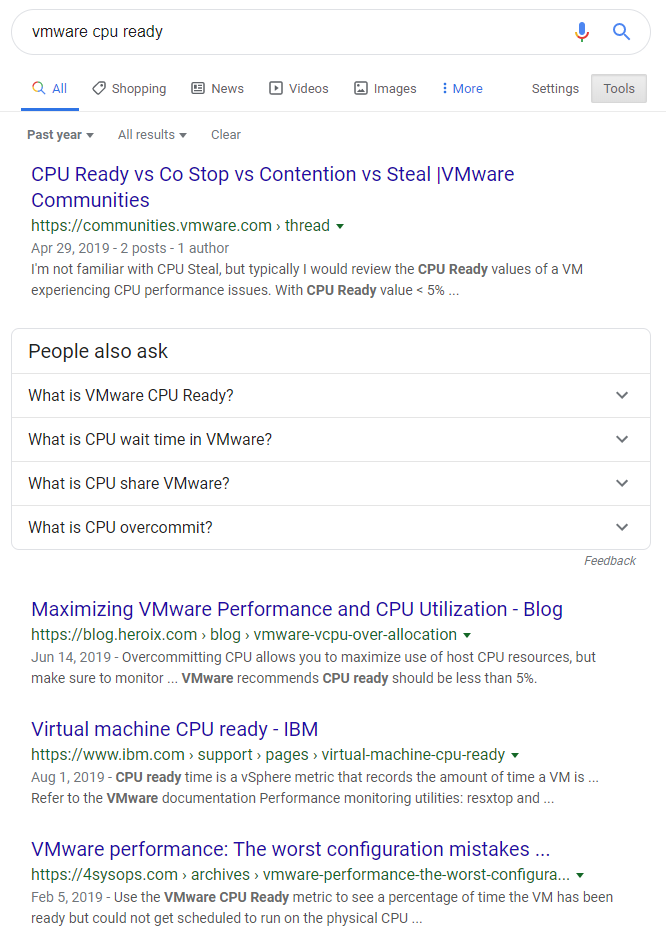 vmware cpu ready
All Shopping News Videos Images More Settings Tools
Past year All results Clear
CPU Ready vs Co Stop vs Contention vs Steal |VMware
Communities
https://communities.vmware.com › thread
Apr 29, 2019 - 2 posts - 1 author
I'm not familiar with CPU Steal, but typically I would review the CPU Ready values of a VM
experiencing CPU performance issues. With CPU Ready value < 5% ...
People also ask
What is VMware CPU Ready?
What is CPU wait time in VMware?
What is CPU share VMware?
What is CPU overcommit?
Feedback
Maximizing VMware Performance and CPU Utilization - Blog
https://blog.heroix.com › blog › vmware-vcpu-over-allocation
Jun 14, 2019 - Overcommitting CPU allows you to maximize use of host CPU resources, but
make sure to monitor ... VMware recommends CPU ready should be less than 5%.
Virtual machine CPU ready - IBM
https://www.ibm.com › support › pages › virtual-machine-cpu-ready
Aug 1, 2019 - CPU ready time is a vSphere metric that records the amount of time a VM is ...
Refer to the VMware documentation Performance monitoring utilities: resxtop and ...
VMware performance: The worst configuration mistakes ...
https://4sysops.com › archives › vmware-performance-the-worst-configura...
Feb 5, 2019 - Use the VMware CPU Ready metric to see a percentage of time the VM has been
ready but could not get scheduled to run on the physical CPU ...